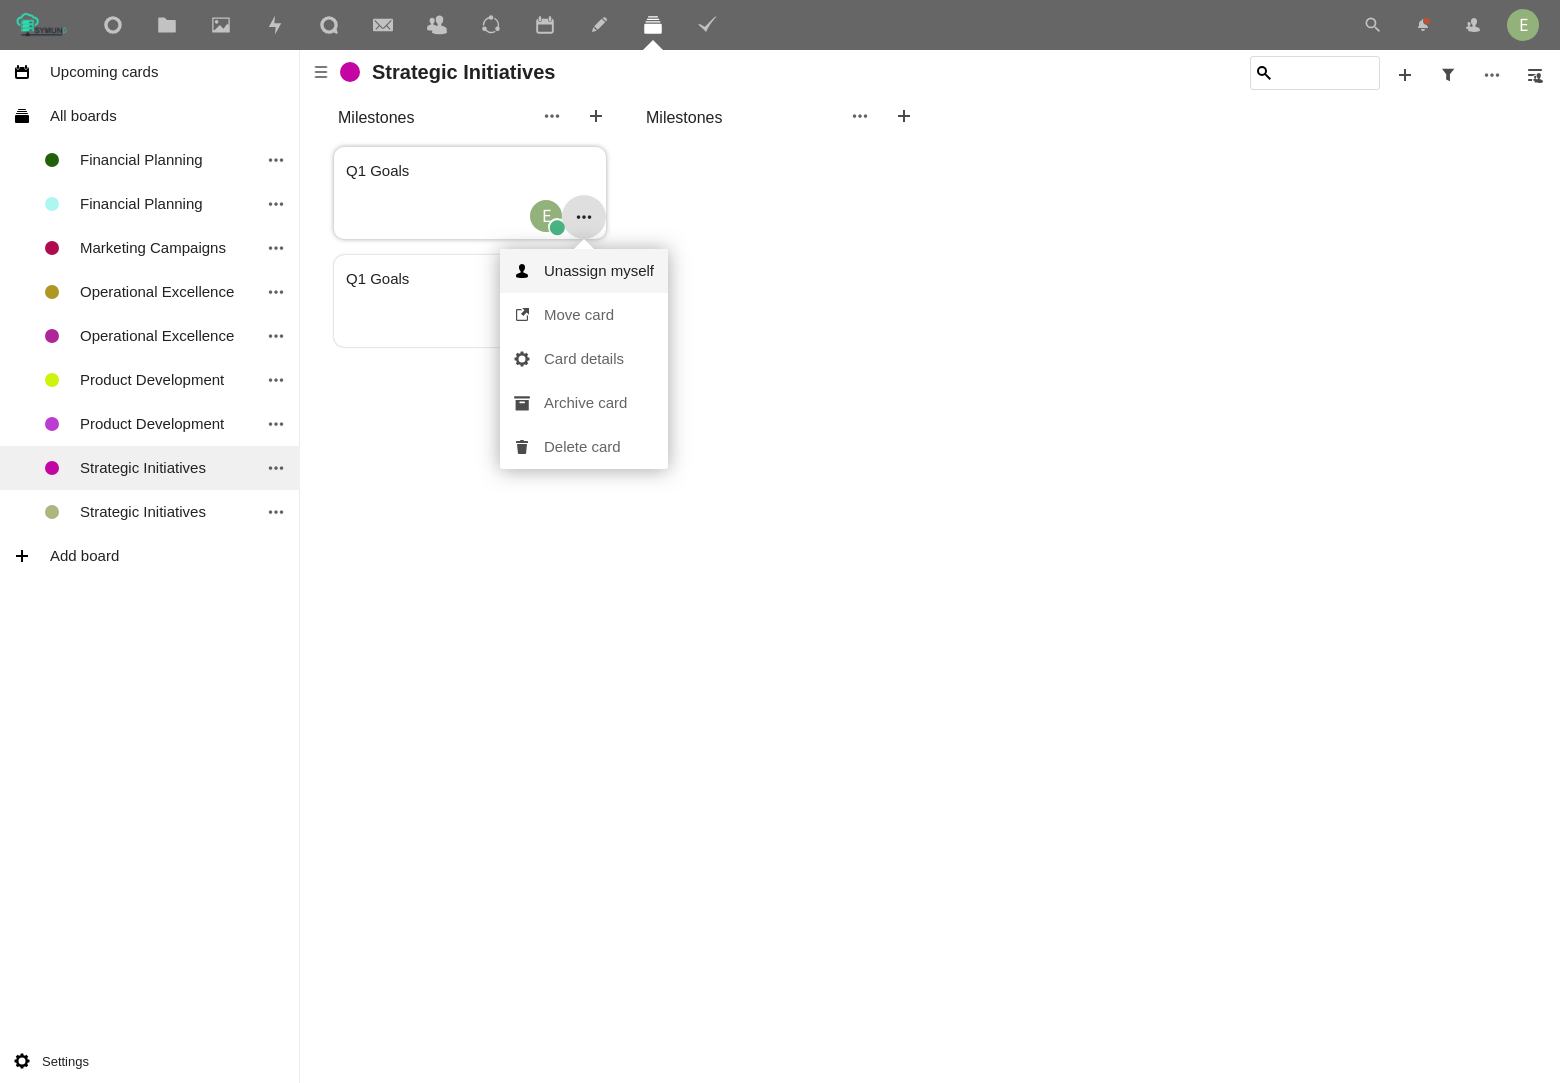 E
Upcoming cards
All boards
Financial Planning
Financial Planning
Marketing Campaigns
Operational Excellence
Operational Excellence
Product Development
Product Development
Strategic Initiatives
Strategic Initiatives
Add board
Settings
Strategic Initiatives
Milestones
Milestones
Q1 Goals
E
Q1 Goals
Unassign myself
Move card
Card details
Archive card
Delete card